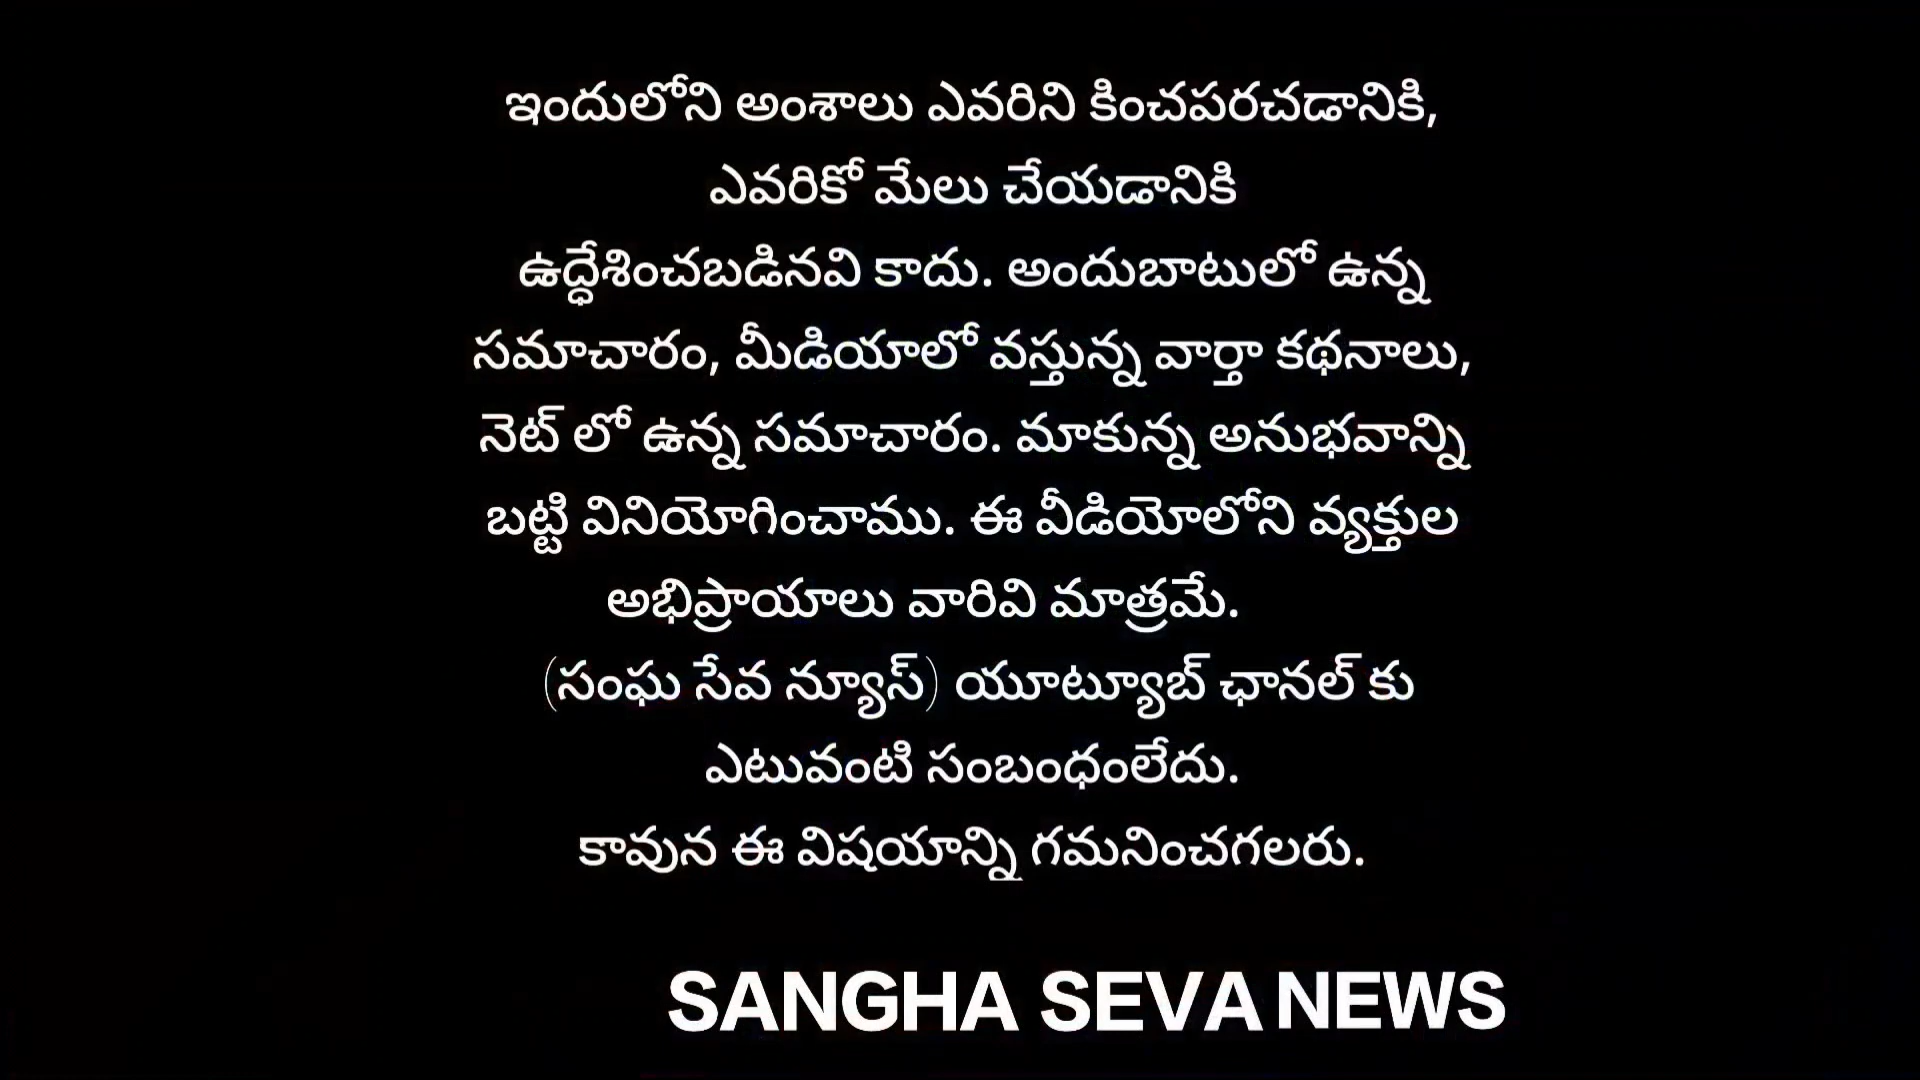 ఇందులోని అంశాలు ఎవరిని కించపరచడానికి,
ఎవరికో మేలు చేయడానికి
ఉద్ధేశించబడినవి కాదు. అందుబాటులో ఉన్న
సమాచారం, మీడియాలో వస్తున్న వార్తా కథనాలు,
నెట్ లో ఉన్న సమాచారం. మాకున్న అనుభవాన్ని
బట్టి వినియోగించాము. ఈ వీడియోలోని వ్యక్తుల
అభిప్రాయాలు వారివి మాత్రమే.
(సంఘ సేవ న్యూస్) యూట్యూబ్ ఛానల్ కు
ఎటువంటి సంబంధంలేదు.
కావున ఈ విషయాన్ని గమనించగలరు.
SANGHA SEVA NEWS